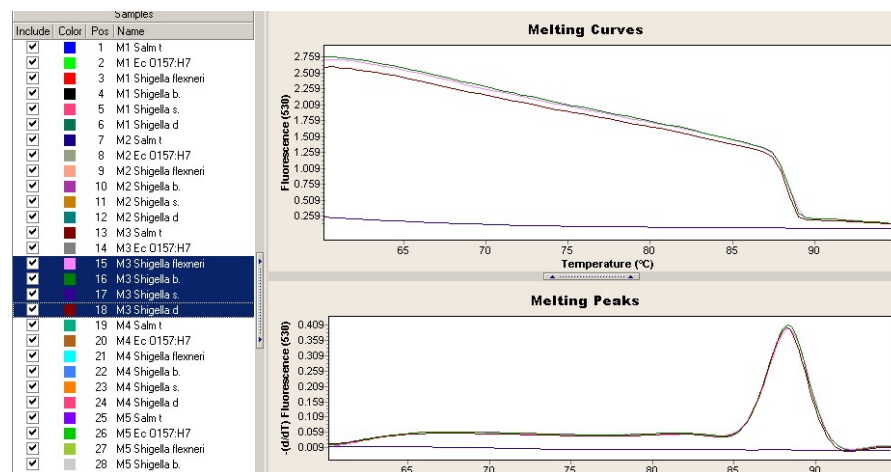 Samples
Include Color Pos Name
1 M1 Salm t
2 M1 Ec O157:H7
3 M1 Shigella flexneri
4 M1 Shigella b.
5 M1 Shigella s.
6 M1 Shigella d
7 M2 Salm t
8 M2 Ec O157:H7
9 M2 Shigella flexneri
10 M2 Shigella b.
11 M2 Shigella s.
12 M2 Shigella d
13 M3 Salm t
14 M3 Ec O157:H7
15 M3 Shigella flexneri
16 M3 Shigella b.
17 M3 Shigella s.
18 M3 Shigella d
19 M4 Salm t
20 M4 Ec O157:H7
21 M4 Shigella flexneri
22 M4 Shigella b.
23 M4 Shigella s.
24 M4 Shigella d
25 M5 Salm t
26 M5 Ec O157:H7
27 M5 Shigella flexneri
28 M5 Shigella b.
Melting Curves
Fluorescence (530)
2.759
2.509
2.259
2.009
1.759
1.509
1.259
1.009
0.759
0.509
0.259
65 70 75 80 85 90
Temperature (°C)
Melting Peaks
-(d/dT) Fluorescence (530)
0.409
0.359
0.309
0.259
0.209
0.159
0.109
0.059
0.009
65 70 75 80 85 90